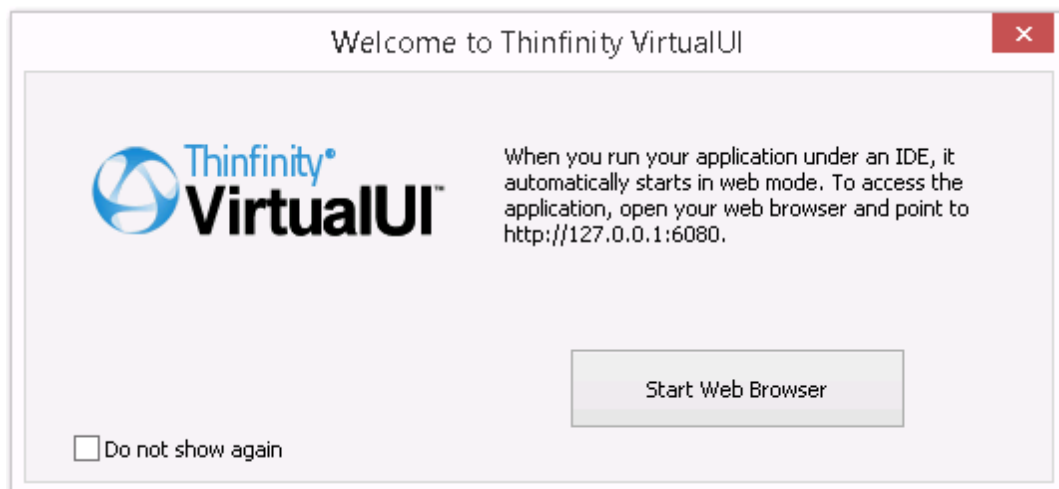 Welcome to Thinfinity VirtualUI
Thinfinity®
VirtualUI™
When you run your application under an IDE, it
automatically starts in web mode. To access the
application, open your web browser and point to
http://127.0.0.1:6080.
Start Web Browser
Do not show again